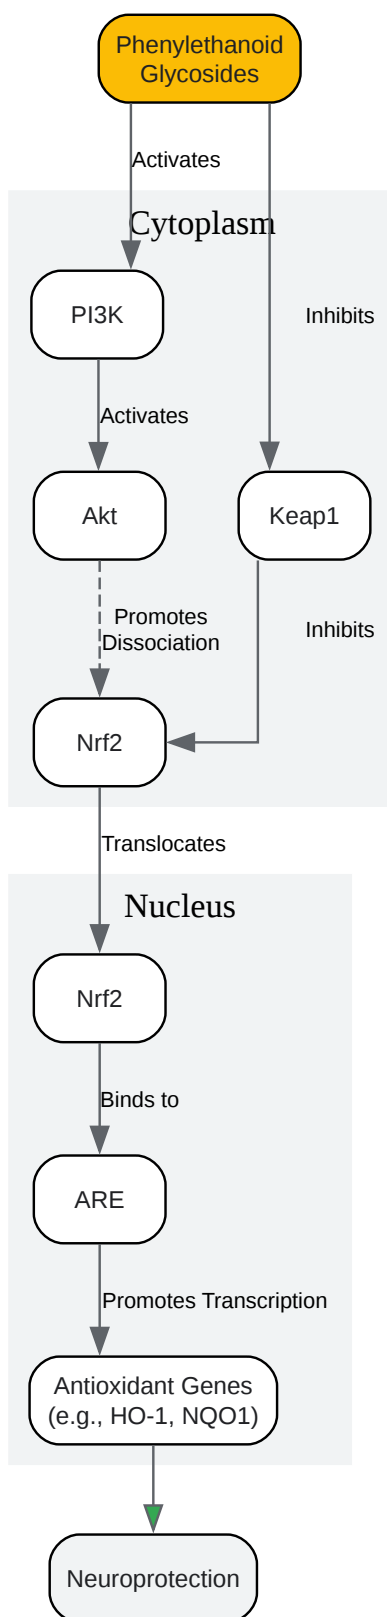 Phenylethanoid
Glycosides
Activates
Cytoplasm
PI3K
Inhibits
Activates
Akt
Keap1
Promotes
Dissociation
Inhibits
Nrf2
Translocates
Nucleus
Nrf2
Binds to
ARE
Promotes Transcription
Antioxidant Genes
(e.g., HO-1, NQO1)
Neuroprotection